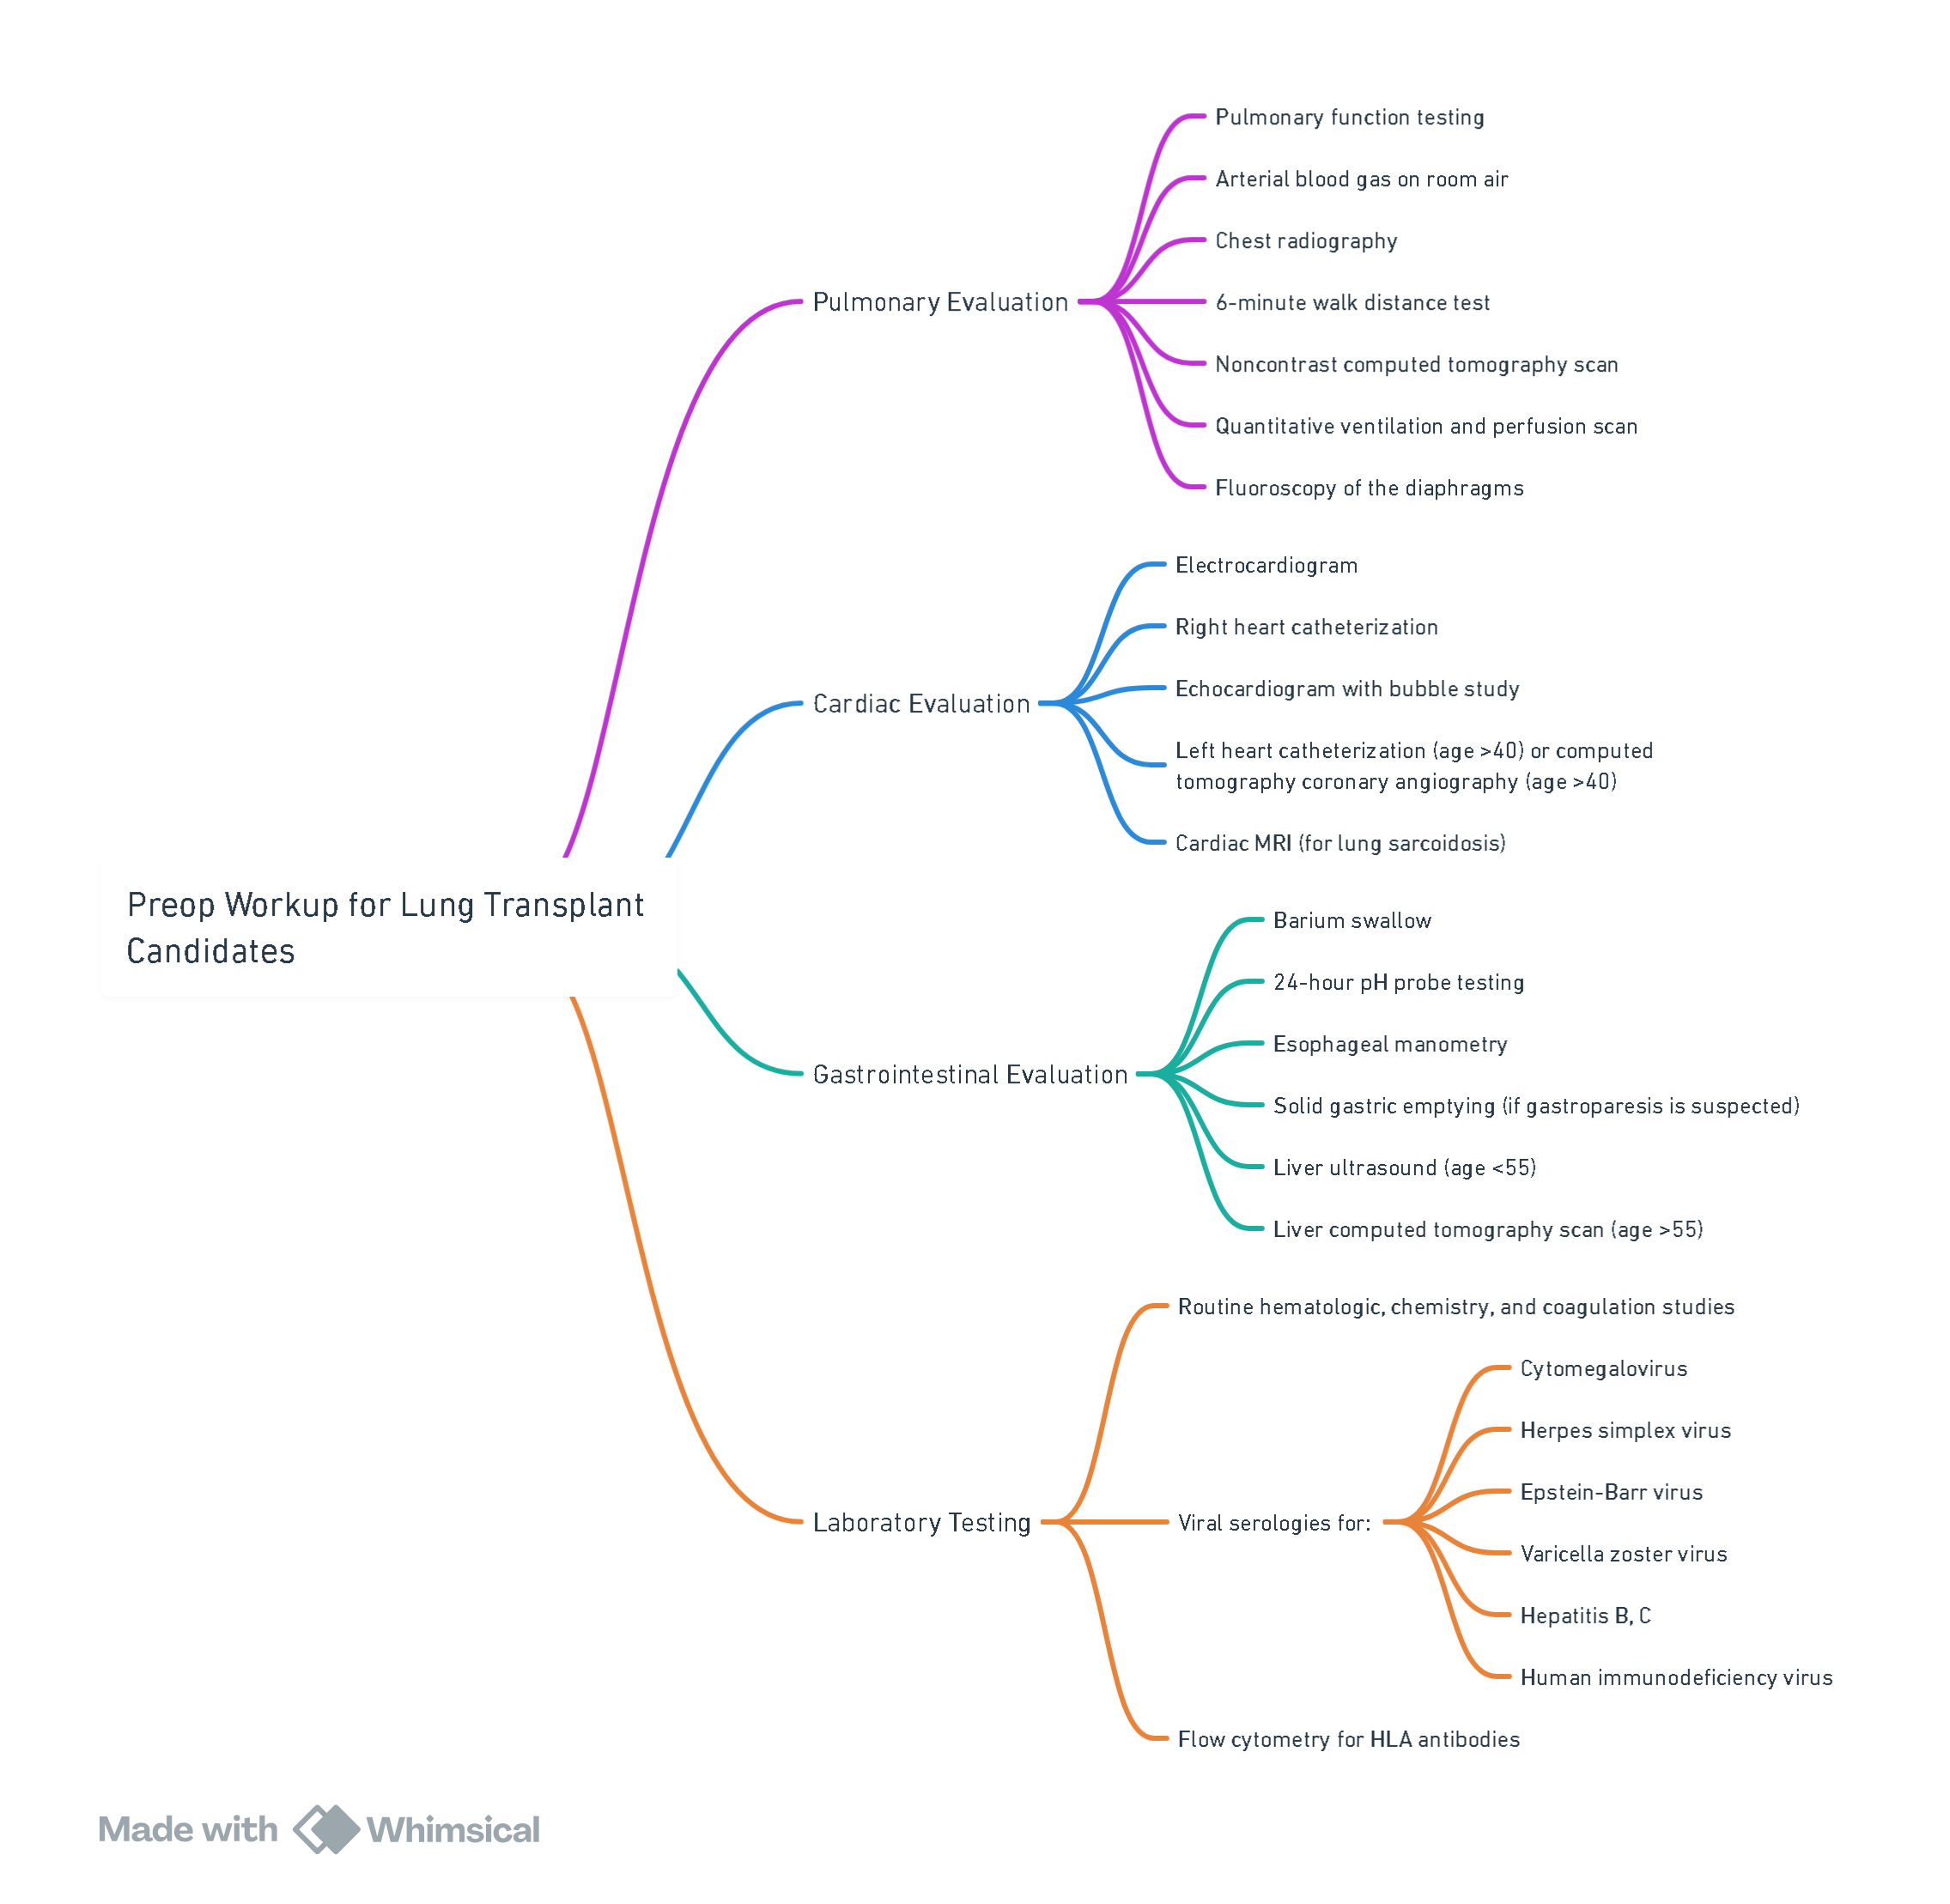 Preop Workup for Lung Transplant
Candidates
Pulmonary Evaluation
Pulmonary function testing
Arterial blood gas on room air
Chest radiography
6-minute walk distance test
Noncontrast computed tomography scan
Quantitative ventilation and perfusion scan
Fluoroscopy of the diaphragms
Cardiac Evaluation
Electrocardiogram
Right heart catheterization
Echocardiogram with bubble study
Left heart catheterization (age >40) or computed
tomography coronary angiography (age >40)
Cardiac MRI (for lung sarcoidosis)
Gastrointestinal Evaluation
Barium swallow
24-hour pH probe testing
Esophageal manometry
Solid gastric emptying (if gastroparesis is suspected)
Liver ultrasound (age <55)
Liver computed tomography scan (age >55)
Laboratory Testing
Routine hematologic, chemistry, and coagulation studies
Viral serologies for:
Cytomegalovirus
Herpes simplex virus
Epstein-Barr virus
Varicella zoster virus
Hepatitis B, C
Human immunodeficiency virus
Flow cytometry for HLA antibodies
Made with Whimsical